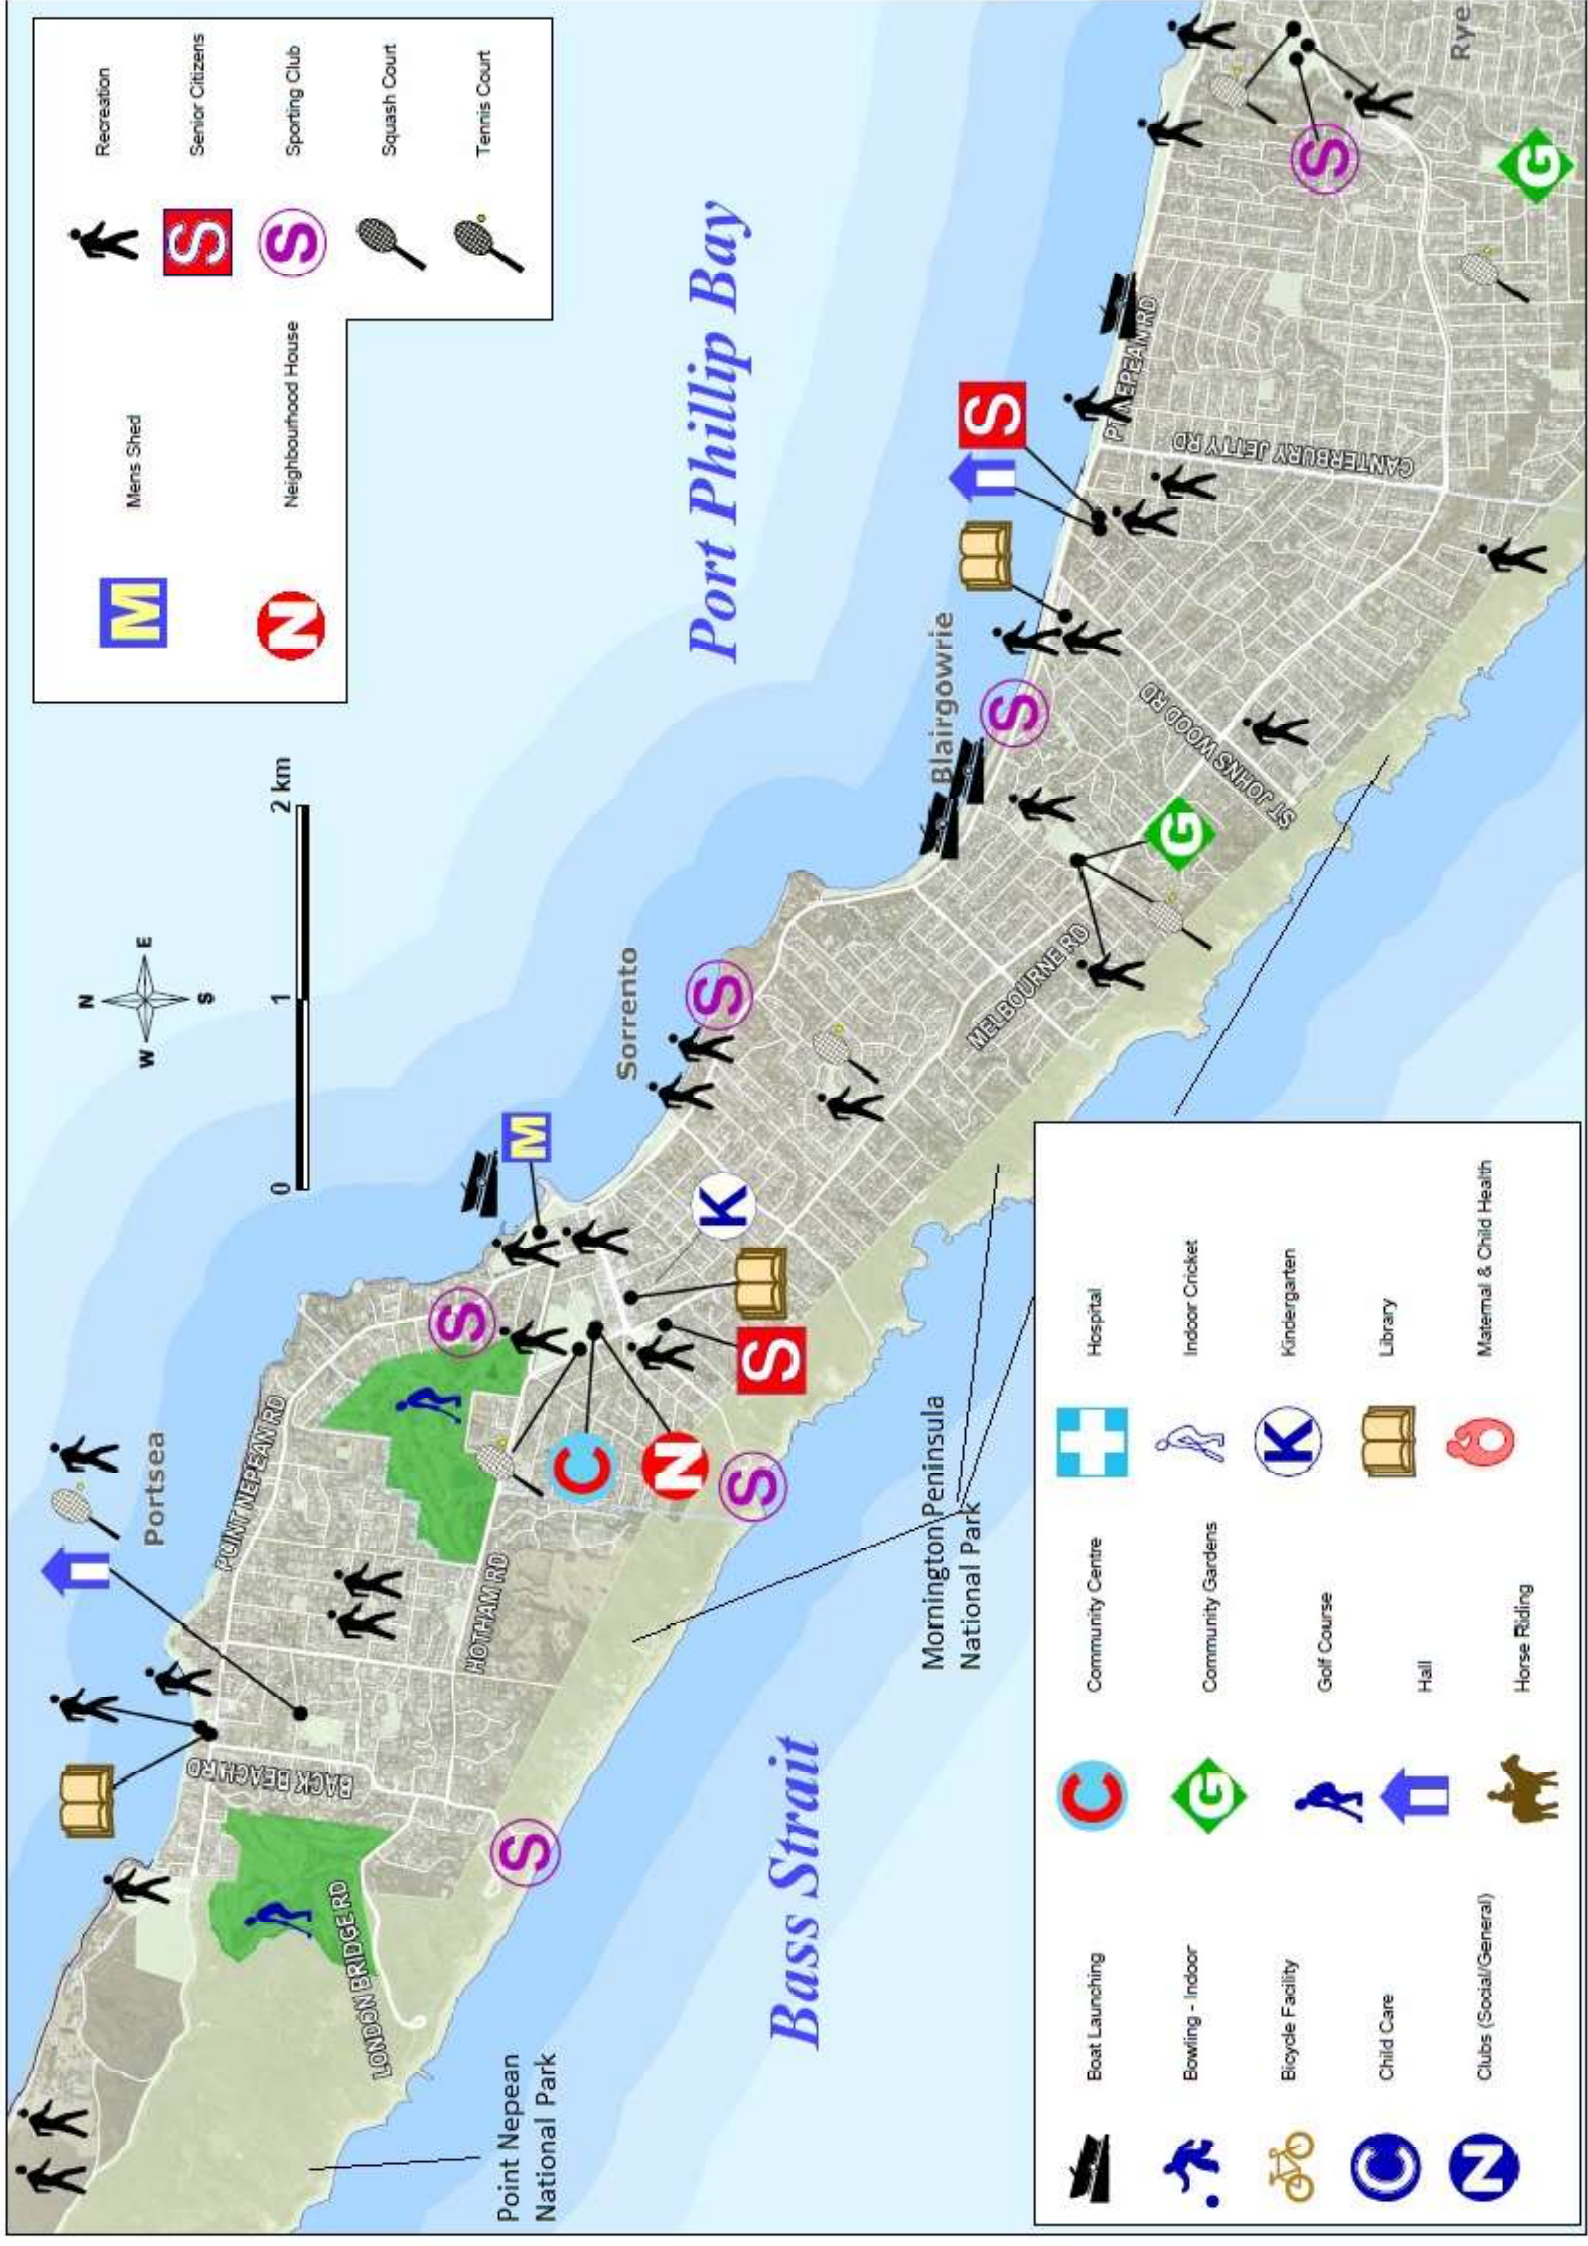 Portsea
Sorrento
Blairgowrie
Rye
Port Phillip Bay
Bass Strait
Point Nepean
National Park
Mornington Peninsula
National Park
POINT NEPEAN RD
BACK BEACH RD
LONDON BRIDGE RD
HOTHAM RD
MELBOURNE RD
ST JOHNS WOOD RD
CANTERBURY JETTY RD
PT NEPEAN RD
N
W
E
S
0
1
2 km
M
Mens Shed
N
Neighbourhood House
Recreation
S
Senior Citizens
S
Sporting Club
Squash Court
Tennis Court
Boat Launching
Bowling - Indoor
Bicycle Facility
C
Child Care
N
Clubs (Social/General)
C
Community Centre
G
Community Gardens
Golf Course
Hall
Horse Riding
Hospital
Indoor Cricket
K
Kindergarten
Library
Maternal & Child Health
S
S
C
N
S
S
S
K
M
S
G
S
S
S
G